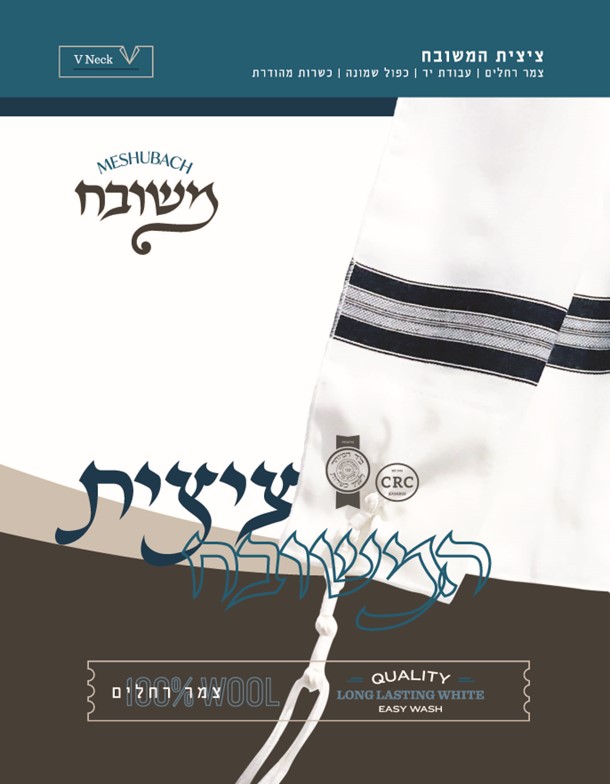 ציצית המשובח
צמר רחלים | עבודת יד | כפול שמונה | כשרות מהודרת
V Neck
MESHUBACH
משובח
CRC
ציצית
המשובח
צמר רחלים
100% WOOL
QUALITY
LONG LASTING WHITE
EASY WASH